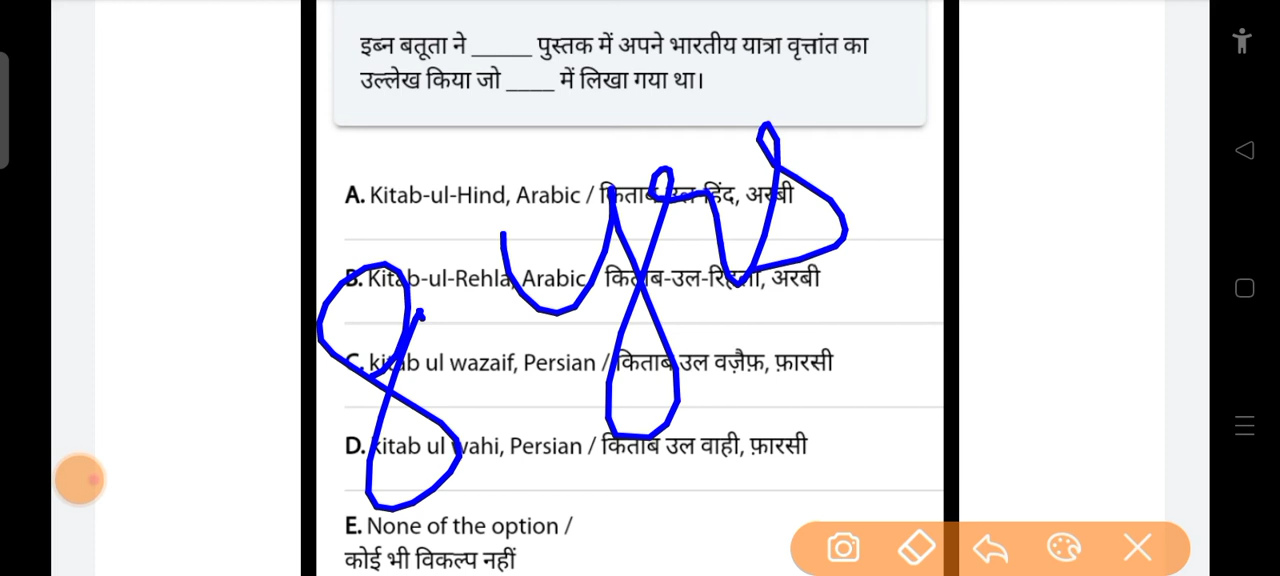 इब्न बतूता ने _____ पुस्तक में अपने भारतीय यात्रा वृत्तांत का
उल्लेख किया जो ____ में लिखा गया था।
A. Kitab-ul-Hind, Arabic / किताब-उल-हिंद, अरबी
B. Kitab-ul-Rehla, Arabic / किताब-उल-रिहला, अरबी
C. kitab ul wazaif, Persian / किताब उल वज़ैफ़, फ़ारसी
D. kitab ul wahi, Persian / किताब उल वाही, फ़ारसी
E. None of the option /
कोई भी विकल्प नहीं